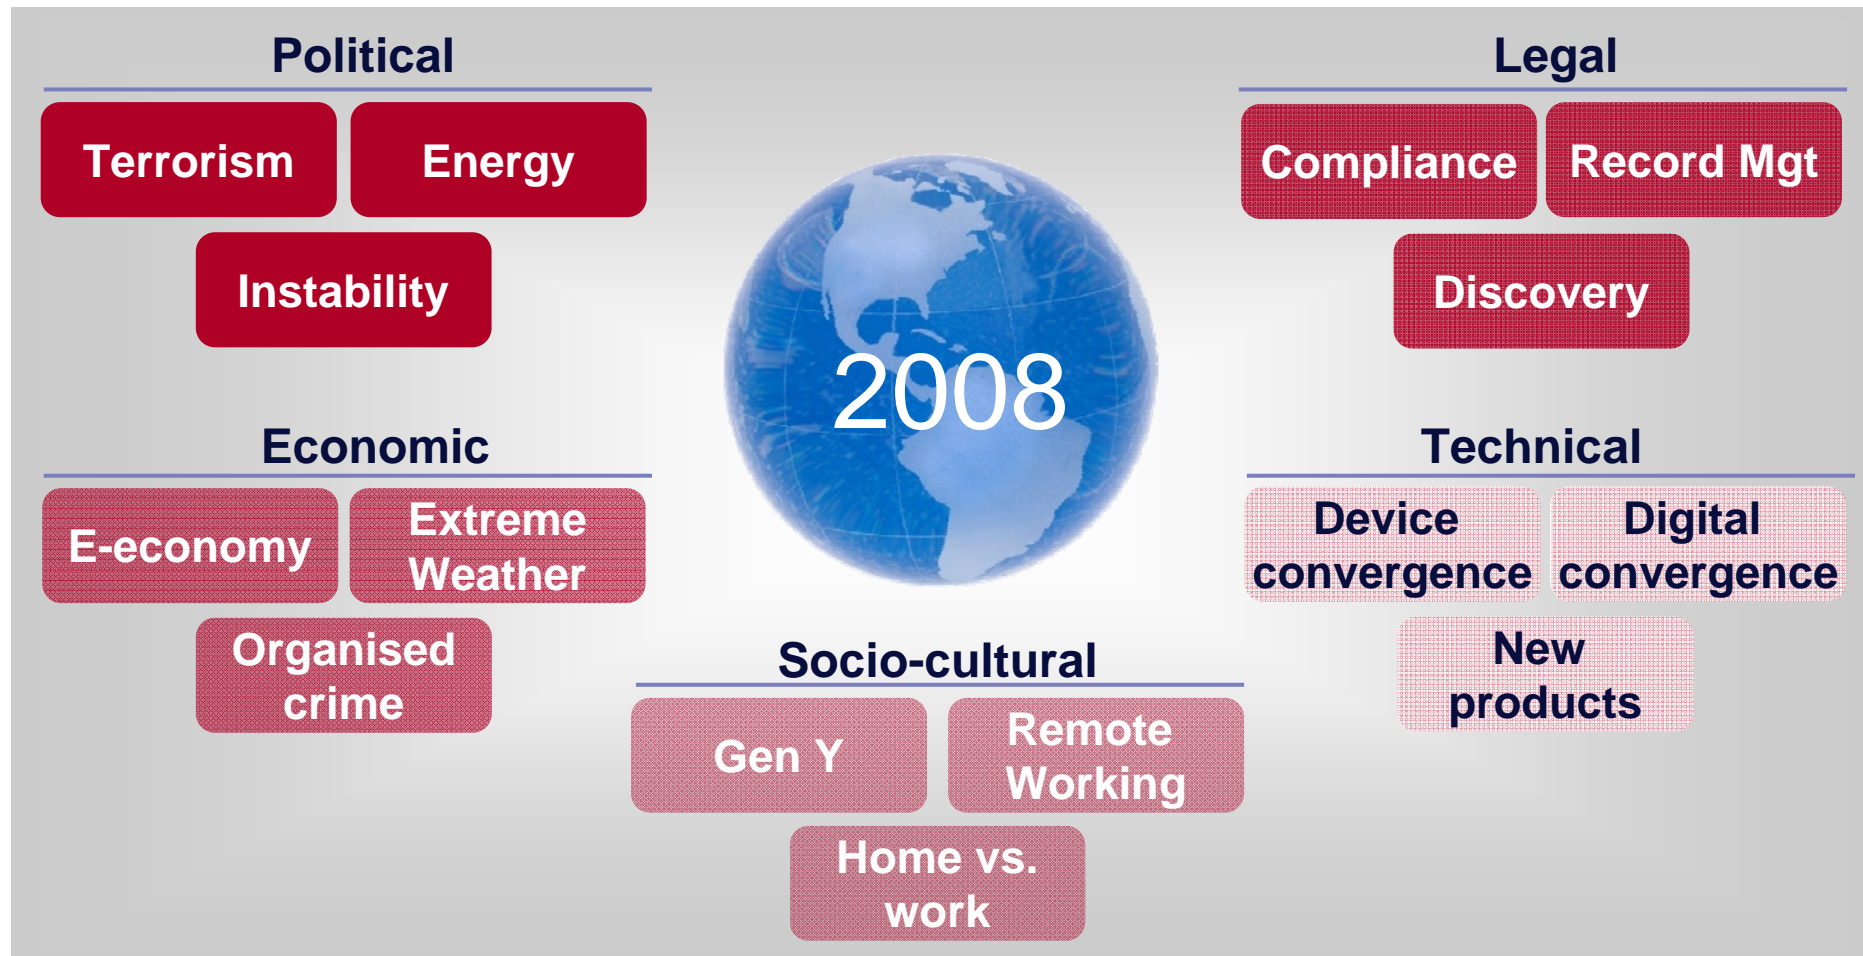 Political
Terrorism
Energy
Instability
Legal
Compliance
Record Mgt
Discovery
2008
Economic
E-economy
Extreme
Weather
Organised
crime
Technical
Device
convergence
Digital
convergence
New
products
Socio-cultural
Gen Y
Remote
Working
Home vs.
work